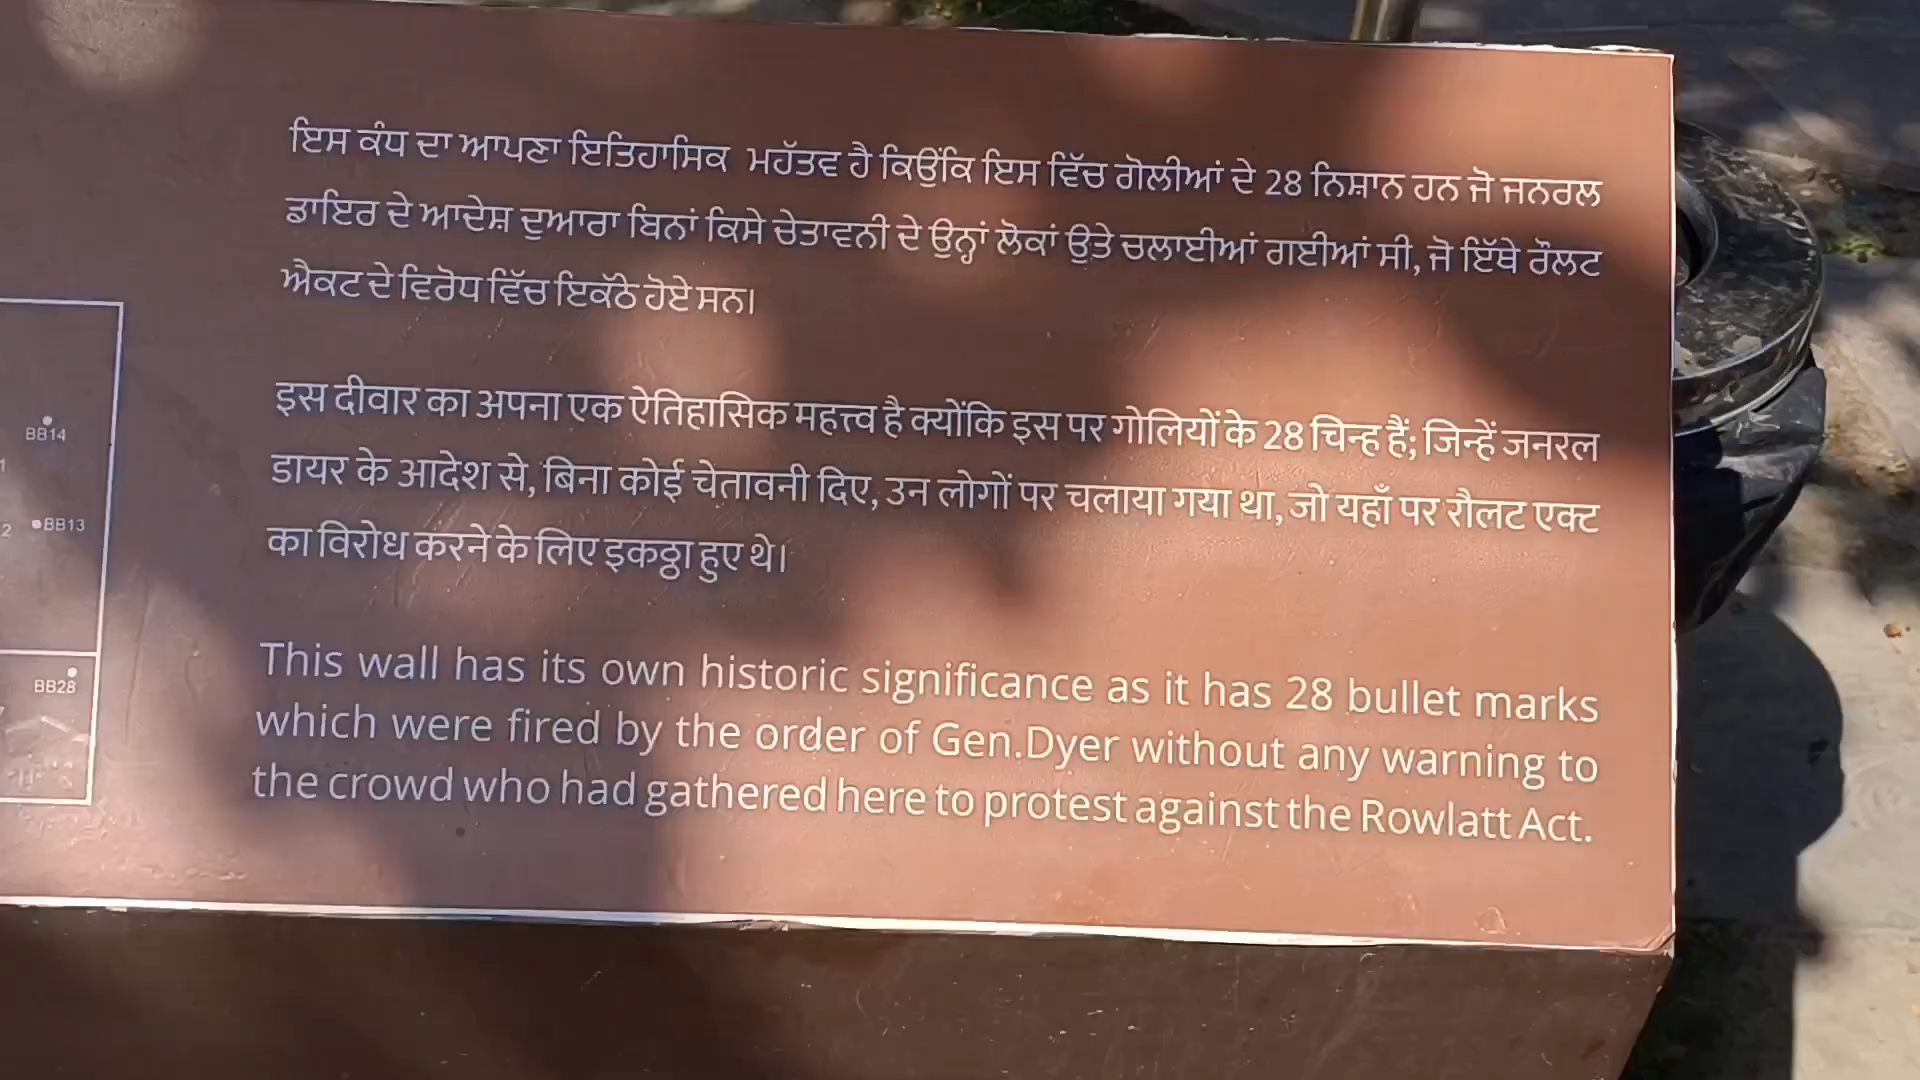 ਇਸ ਕੰਧ ਦਾ ਆਪਣਾ ਇਤਿਹਾਸਿਕ ਮਹੱਤਵ ਹੈ ਕਿਉਂਕਿ ਇਸ ਵਿੱਚ ਗੋਲੀਆਂ ਦੇ 28 ਨਿਸ਼ਾਨ ਹਨ ਜੋ ਜਨਰਲ
ਡਾਇਰ ਦੇ ਆਦੇਸ਼ ਦੁਆਰਾ ਬਿਨਾਂ ਕਿਸੇ ਚੇਤਾਵਨੀ ਦੇ ਉਨ੍ਹਾਂ ਲੋਕਾਂ ਉਤੇ ਚਲਾਈਆਂ ਗਈਆਂ ਸੀ, ਜੋ ਇੱਥੇ ਰੌਲਟ
ਐਕਟ ਦੇ ਵਿਰੋਧ ਵਿੱਚ ਇਕੱਠੇ ਹੋਏ ਸਨ।
इस दीवार का अपना एक ऐतिहासिक महत्त्व है क्योंकि इस पर गोलियों के 28 चिन्ह हैं; जिन्हें जनरल
डायर के आदेश से, बिना कोई चेतावनी दिए, उन लोगों पर चलाया गया था, जो यहाँ पर रौलट एक्ट
का विरोध करने के लिए इकठ्ठा हुए थे।
This wall has its own historic significance as it has 28 bullet marks
which were fired by the order of Gen.Dyer without any warning to
the crowd who had gathered here to protest against the Rowlatt Act.
BB14
BB13
BB28